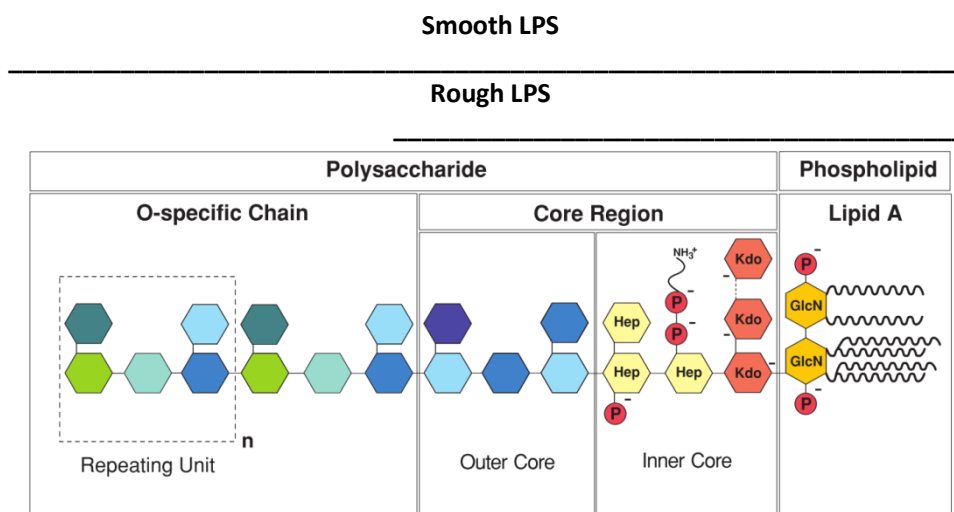 Smooth LPS
Rough LPS
Polysaccharide Phospholipid
O-specific Chain Core Region Lipid A
NH₃⁺
Kdo
P⁻ P⁻
Hep P⁻ Kdo GlcN
P⁻
Hep Hep Kdo⁻ GlcN
P⁻ P⁻
n
Repeating Unit Outer Core Inner Core